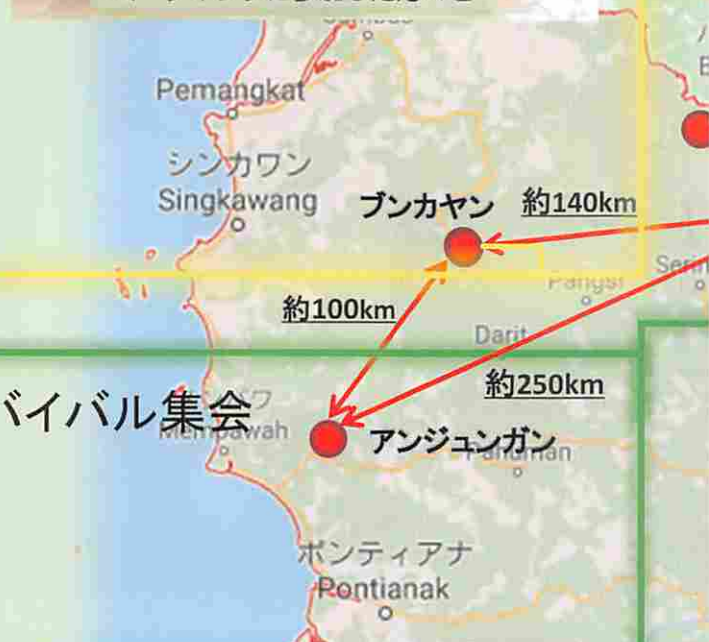 Pemangkat
シンカワン
Singkawang
ブンカヤン
約140km
約100km
Darit
約250km
バイバル集会
Mempawah
アンジュンガン
ポンティアナ
Pontianak